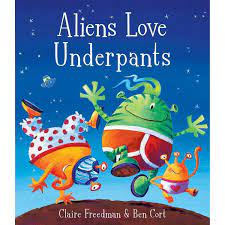 Aliens Love
Underpants
Claire Freedman & Ben Cort